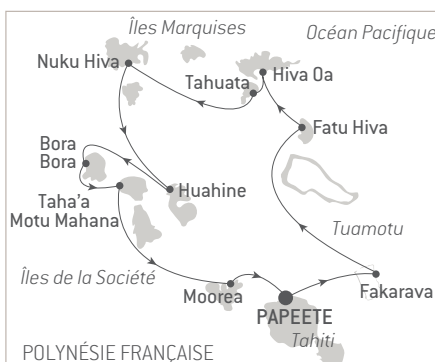 Îles Marquises
Océan Pacifique
Nuku Hiva
Hiva Oa
Tahuata
Fatu Hiva
Bora
Bora
Huahine
Taha'a
Motu Mahana
Tuamotu
Îles de la Société
Fakarava
Moorea
PAPEETE
Tahiti
POLYNÉSIE FRANÇAISE